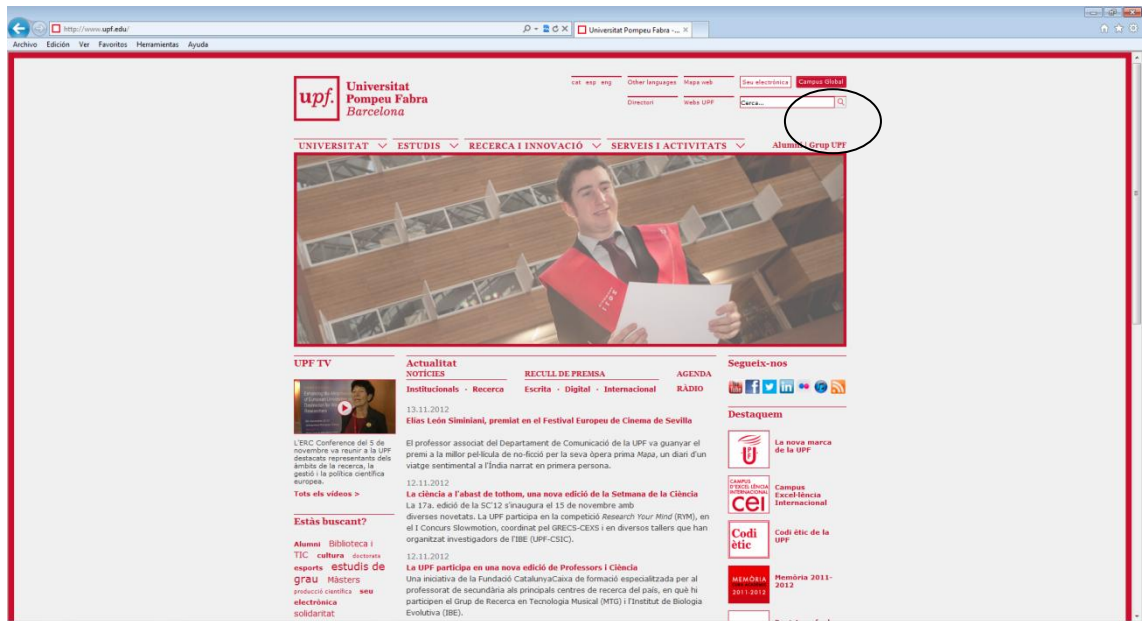 http://www.upf.edu/
Universitat Pompeu Fabra -...
Archivo Edición Ver Favoritos Herramientas Ayuda
upf.
Universitat
Pompeu Fabra
Barcelona
cat esp eng
Other languages
Mapa web
Seu electrònica
Campus Global
Directori
Webs UPF
Cerca...
UNIVERSITAT
ESTUDIS
RECERCA I INNOVACIÓ
SERVEIS I ACTIVITATS
Alumni | Grup UPF
UPF TV
L'ERC Conference del 5 de
novembre va reunir a la UPF
destacats representants dels
àmbits de la recerca, la
gestió i la política científica
europea.
Tots els vídeos >
Estàs buscant?
Alumni Biblioteca i
TIC cultura doctorats
esports estudis de
grau Màsters
producció científica seu
electrònica
solidaritat
Actualitat
NOTÍCIES
RECULL DE PREMSA
AGENDA
Institucionals · Recerca
Escrita · Digital · Internacional
RÀDIO
13.11.2012
Elias León Siminiani, premiat en el Festival Europeu de Cinema de Sevilla
El professor associat del Departament de Comunicació de la UPF va guanyar el
premi a la millor pel·lícula de no-ficció per la seva òpera prima Mapa, un diari d'un
viatge sentimental a l'Índia narrat en primera persona.
12.11.2012
La ciència a l'abast de tothom, una nova edició de la Setmana de la Ciència
La 17a. edició de la SC'12 s'inaugura el 15 de novembre amb
diverses novetats. La UPF participa en la competició Research Your Mind (RYM), en
el I Concurs Slowmotion, coordinat pel GRECS-CEXS i en diversos tallers que han
organitzat investigadors de l'IBE (UPF-CSIC).
12.11.2012
La UPF participa en una nova edició de Professors i Ciència
Una iniciativa de la Fundació CatalunyaCaixa de formació especialitzada per al
professorat de secundària als principals centres de recerca del país, en què hi
participen el Grup de Recerca en Tecnologia Musical (MTG) i l'Institut de Biologia
Evolutiva (IBE).
Segueix-nos
Destaquem
La nova marca
de la UPF
CAMPUS
D'EXCEL·LÈNCIA
INTERNACIONAL
cei
Campus
Excel·lència
Internacional
Codi
ètic
Codi ètic de la
UPF
MEMÒRIA
2011-2012
Memòria 2011-
2012